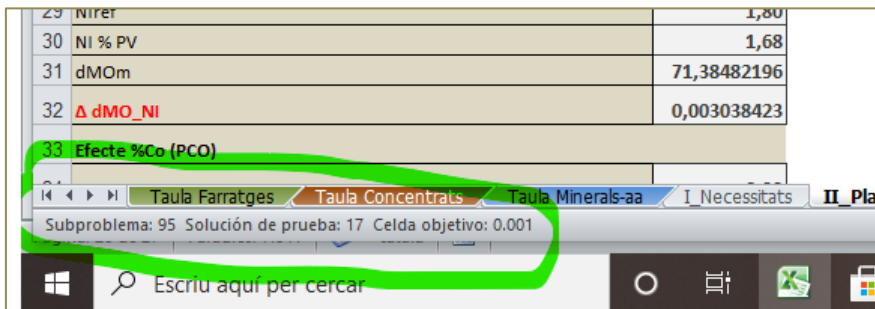 29 NIref 1,80
30 NI % PV 1,68
31 dMOm 71,38482196
32 Δ dMO_NI 0,003038423
33 Efecte %Co (PCO)
Taula Farratges Taula Concentrats Taula Minerals-aa I_Necessitats II_Pla
Subproblema: 95 Solución de prueba: 17 Celda objetivo: 0.001
Escriu aquí per cercar